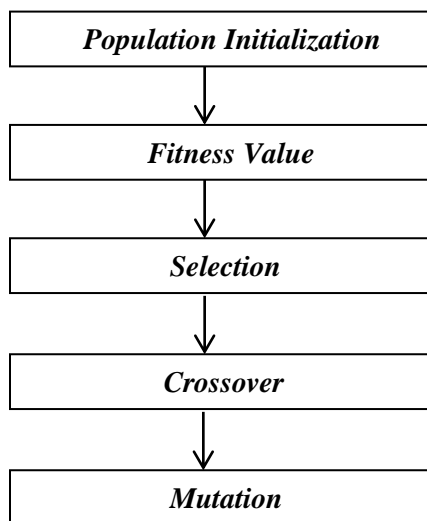 Population Initialization
Fitness Value
Selection
Crossover
Mutation